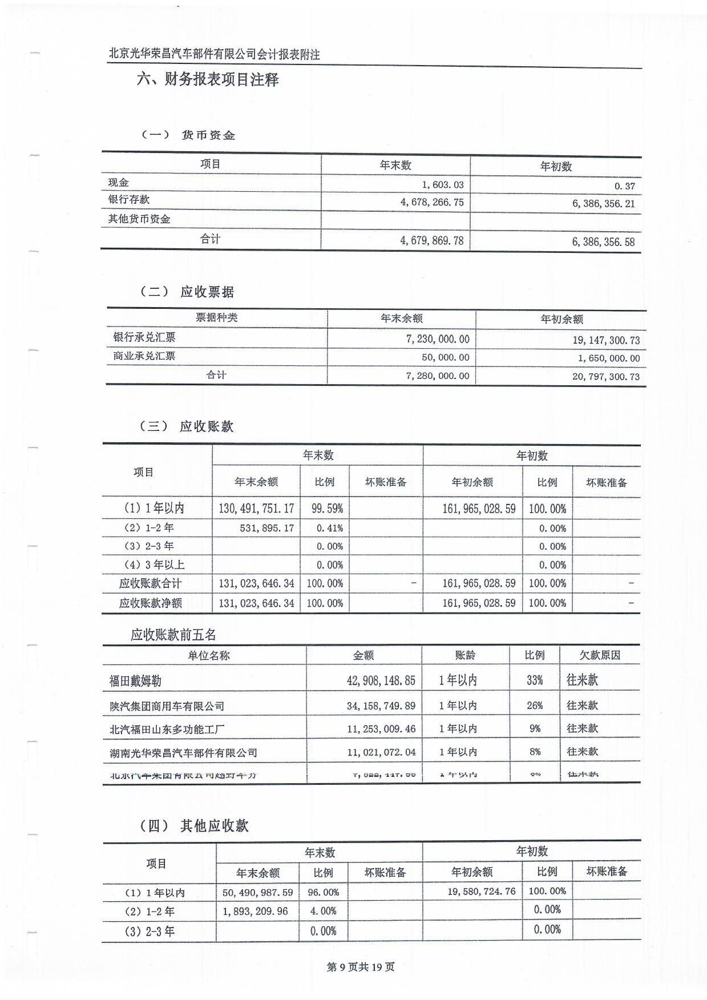 北京光华荣昌汽车部件有限公司会计报表附注
六、财务报表项目注释
（一） 货币资金
项目 年末数 年初数
现金 1,603.03 0.37
银行存款 4,678,266.75 6,386,356.21
其他货币资金
合计 4,679,869.78 6,386,356.58
（二） 应收票据
票据种类 年末余额 年初余额
银行承兑汇票 7,230,000.00 19,147,300.73
商业承兑汇票 50,000.00 1,650,000.00
合计 7,280,000.00 20,797,300.73
（三） 应收账款
项目 年末数 年初数
年末余额 比例 坏账准备 年初余额 比例 坏账准备
（1）1年以内 130,491,751.17 99.59% 161,965,028.59 100.00%
（2）1-2年 531,895.17 0.41% 0.00%
（3）2-3年 0.00% 0.00%
（4）3年以上 0.00% 0.00%
应收账款合计 131,023,646.34 100.00% - 161,965,028.59 100.00% -
应收账款净额 131,023,646.34 100.00% 161,965,028.59 100.00% -
应收账款前五名
单位名称 金额 账龄 比例 欠款原因
福田戴姆勒 42,908,148.85 1年以内 33% 往来款
陕汽集团商用车有限公司 34,158,749.89 1年以内 26% 往来款
北汽福田山东多功能工厂 11,253,009.46 1年以内 9% 往来款
湖南光华荣昌汽车部件有限公司 11,021,072.04 1年以内 8% 往来款
北京汽车集团有限公司越野车分 1年以内 往来款
（四） 其他应收款
项目 年末数 年初数
年末余额 比例 坏账准备 年初余额 比例 坏账准备
（1）1年以内 50,490,987.59 96.00% 19,580,724.76 100.00%
（2）1-2年 1,893,209.96 4.00% 0.00%
（3）2-3年 0.00% 0.00%
第9页共19页